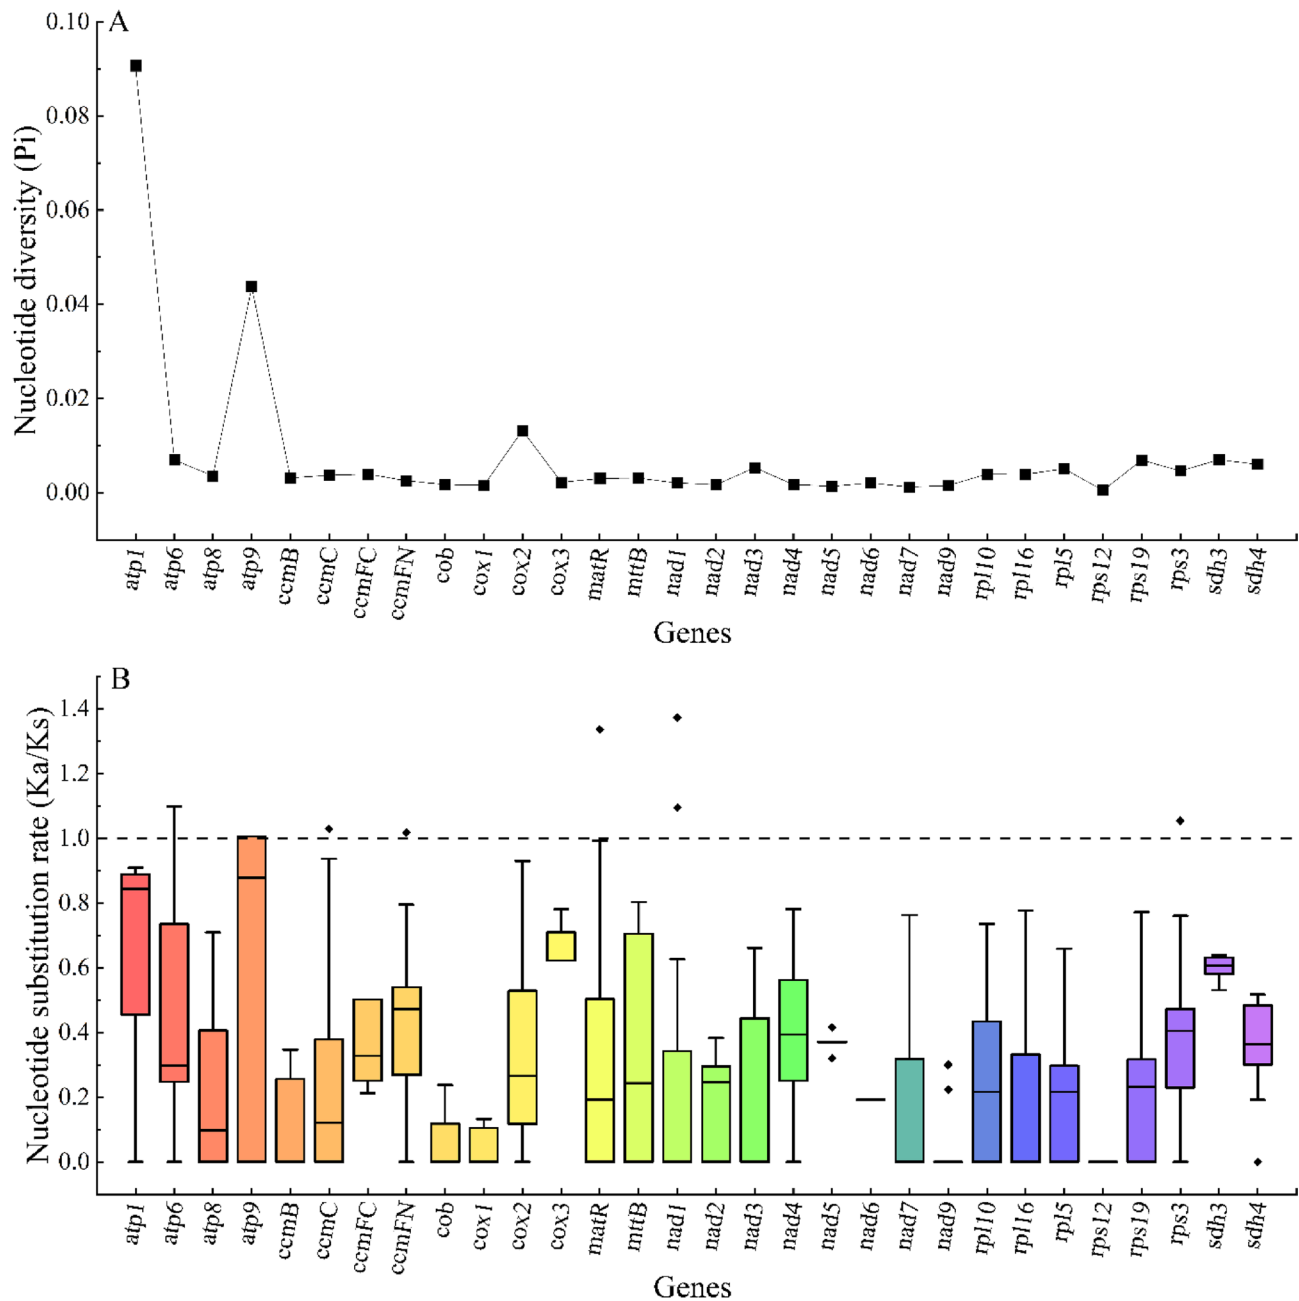 A
0.10
0.08
0.06
0.04
0.02
0.00
Nucleotide diversity (Pi)
atp1 atp6 atp8 atp9 ccmB ccmC ccmFC ccmFN cob cox1 cox2 cox3 matR mttB nad1 nad2 nad3 nad4 nad5 nad6 nad7 nad9 rpl10 rpl16 rpl5 rps12 rps19 rps3 sdh3 sdh4
Genes
B
1.4
1.2
1.0
0.8
0.6
0.4
0.2
0.0
Nucleotide substitution rate (Ka/Ks)
atp1 atp6 atp8 atp9 ccmB ccmC ccmFC ccmFN cob cox1 cox2 cox3 matR mttB nad1 nad2 nad3 nad4 nad5 nad6 nad7 nad9 rpl10 rpl16 rpl5 rps12 rps19 rps3 sdh3 sdh4
Genes